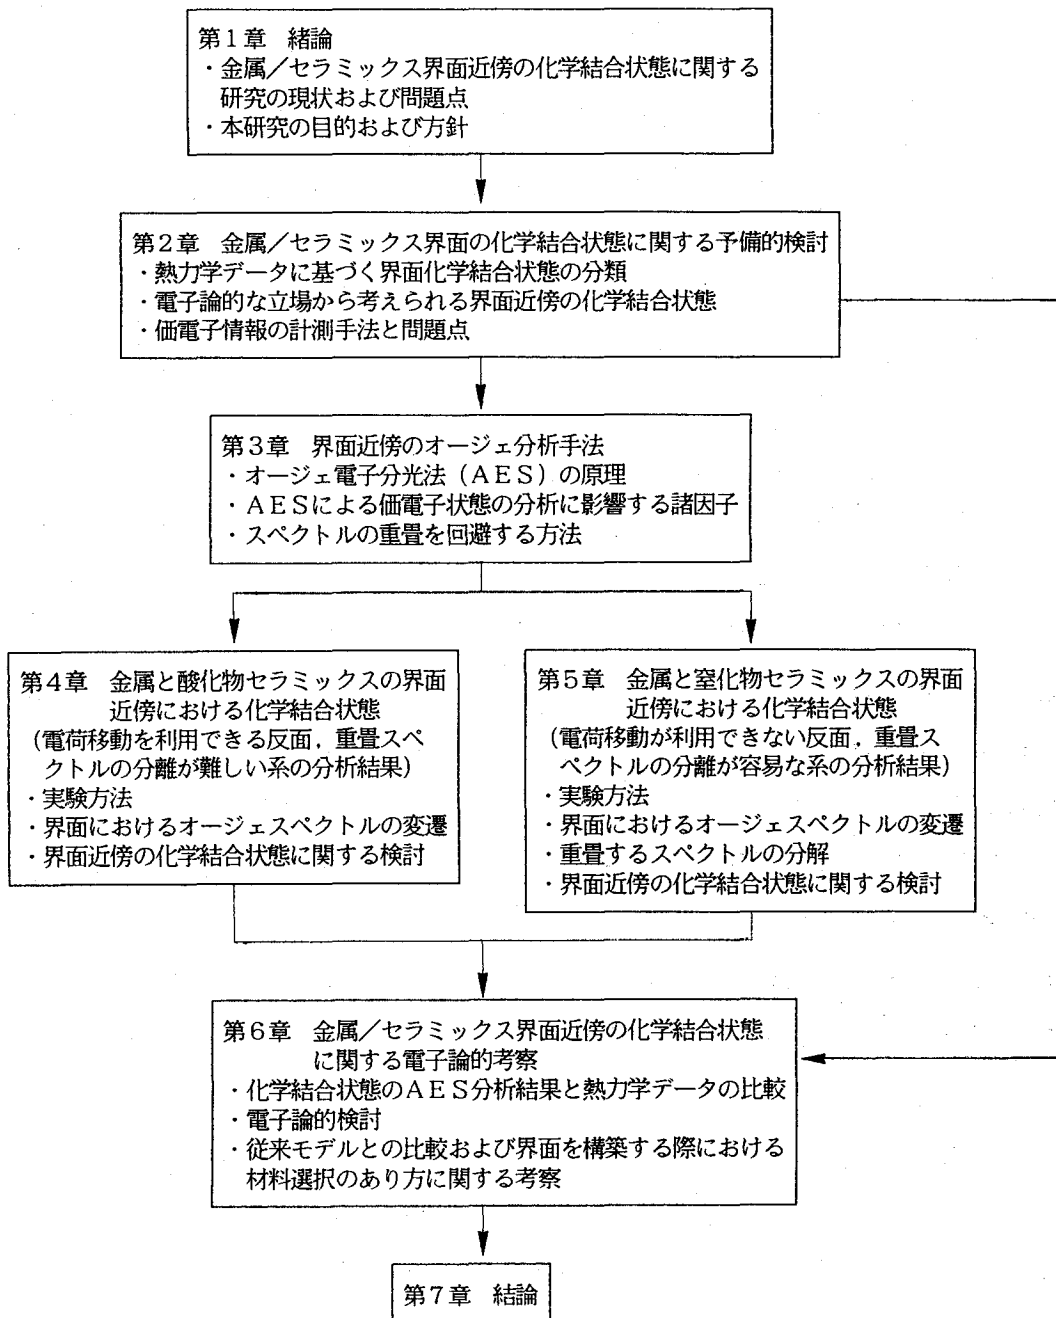 第1章 緒論
・金属／セラミックス界面近傍の化学結合状態に関する
研究の現状および問題点
・本研究の目的および方針
第2章 金属／セラミックス界面の化学結合状態に関する予備的検討
・熱力学データに基づく界面化学結合状態の分類
・電子論的な立場から考えられる界面近傍の化学結合状態
・価電子情報の計測手法と問題点
第3章 界面近傍のオージェ分析手法
・オージェ電子分光法（ＡＥＳ）の原理
・ＡＥＳによる価電子状態の分析に影響する諸因子
・スペクトルの重畳を回避する方法
第4章 金属と酸化物セラミックスの界面
近傍における化学結合状態
（電荷移動を利用できる反面，重畳スペ
クトルの分離が難しい系の分析結果）
・実験方法
・界面におけるオージェスペクトルの変遷
・界面近傍の化学結合状態に関する検討
第5章 金属と窒化物セラミックスの界面
近傍における化学結合状態
（電荷移動が利用できない反面，重畳ス
ペクトルの分離が容易な系の分析結果）
・実験方法
・界面におけるオージェスペクトルの変遷
・重畳するスペクトルの分解
・界面近傍の化学結合状態に関する検討
第6章 金属／セラミックス界面近傍の化学結合状態
に関する電子論的考察
・化学結合状態のＡＥＳ分析結果と熱力学データの比較
・電子論的検討
・従来モデルとの比較および界面を構築する際における
材料選択のあり方に関する考察
第7章 結論